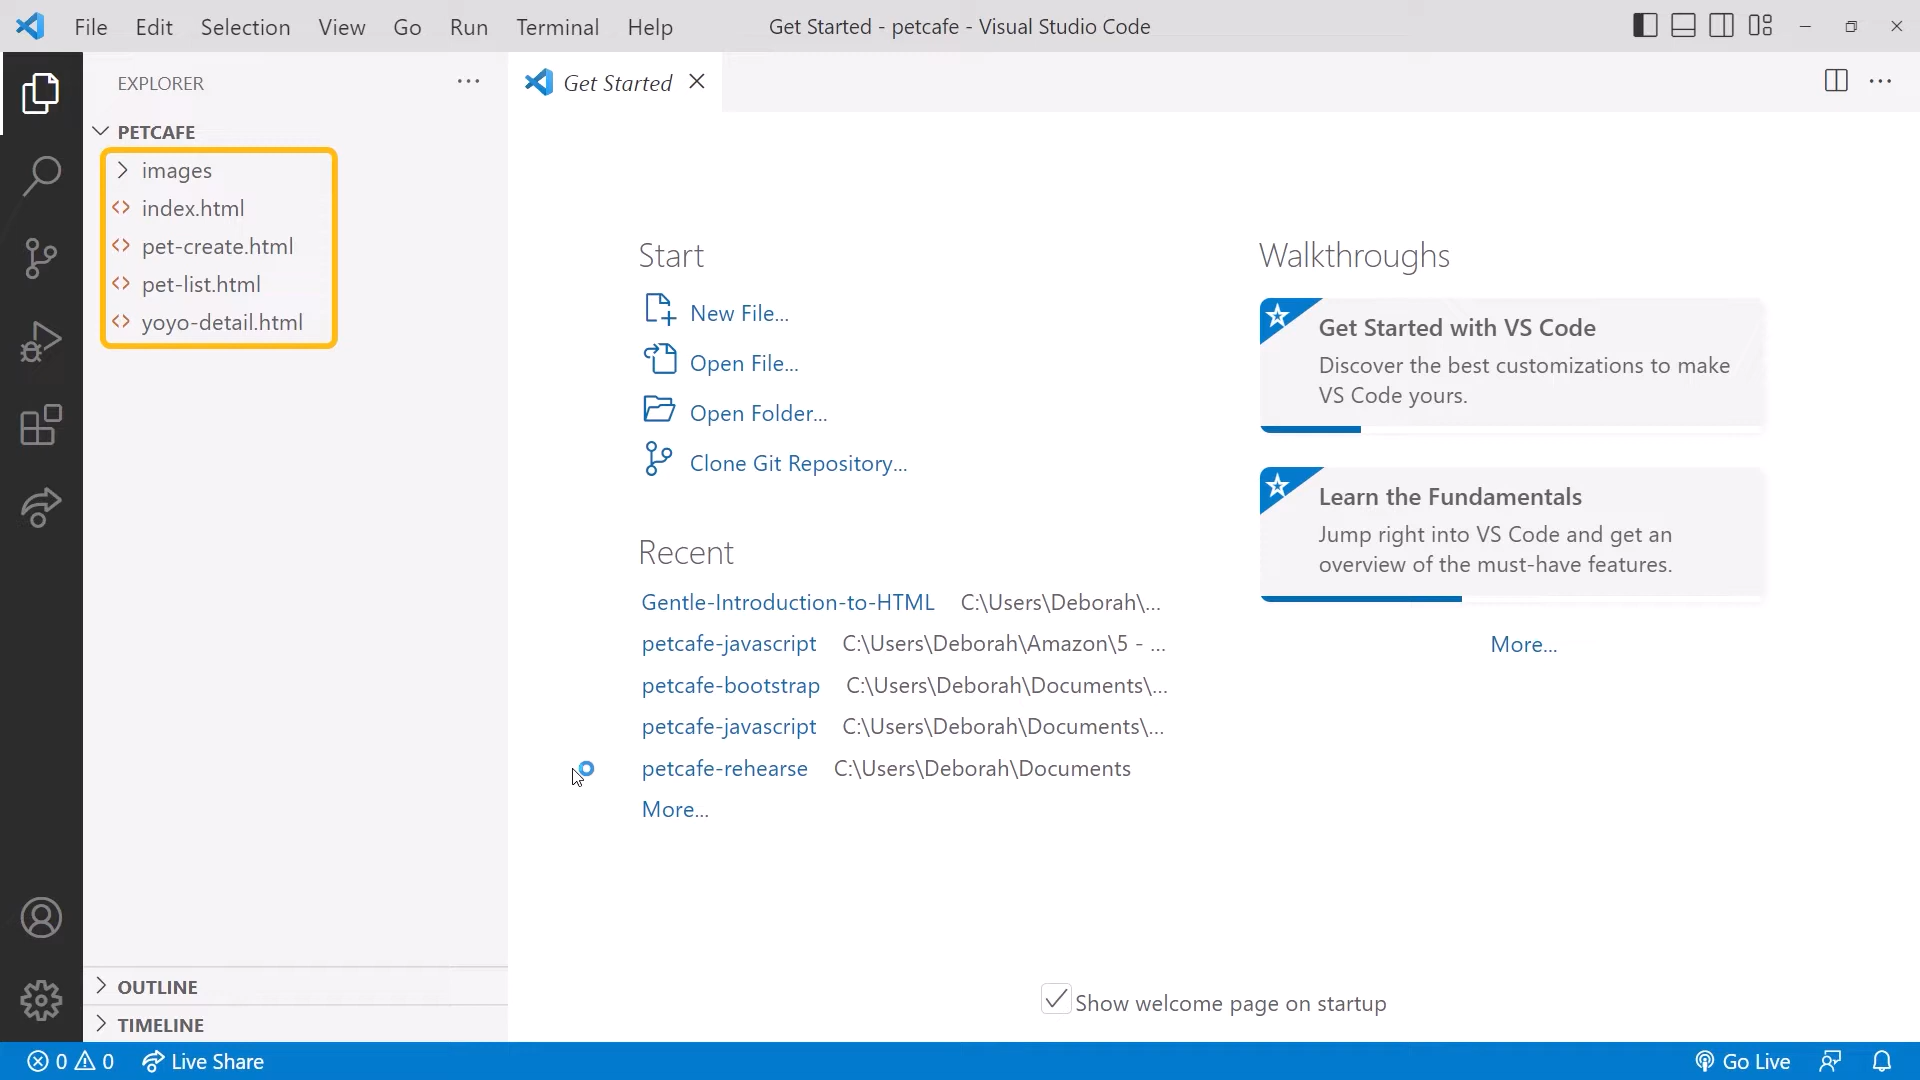 File Edit Selection View Go Run Terminal Help
Get Started - petcafe - Visual Studio Code
EXPLORER
PETCAFE
images
index.html
pet-create.html
pet-list.html
yoyo-detail.html
OUTLINE
TIMELINE
Get Started
Start
New File...
Open File...
Open Folder...
Clone Git Repository...
Recent
Gentle-Introduction-to-HTML C:\Users\Deborah\...
petcafe-javascript C:\Users\Deborah\Amazon\5 - ...
petcafe-bootstrap C:\Users\Deborah\Documents\...
petcafe-javascript C:\Users\Deborah\Documents\...
petcafe-rehearse C:\Users\Deborah\Documents
More...
Walkthroughs
Get Started with VS Code
Discover the best customizations to make
VS Code yours.
Learn the Fundamentals
Jump right into VS Code and get an
overview of the must-have features.
More...
Show welcome page on startup
0 0 Live Share
Go Live